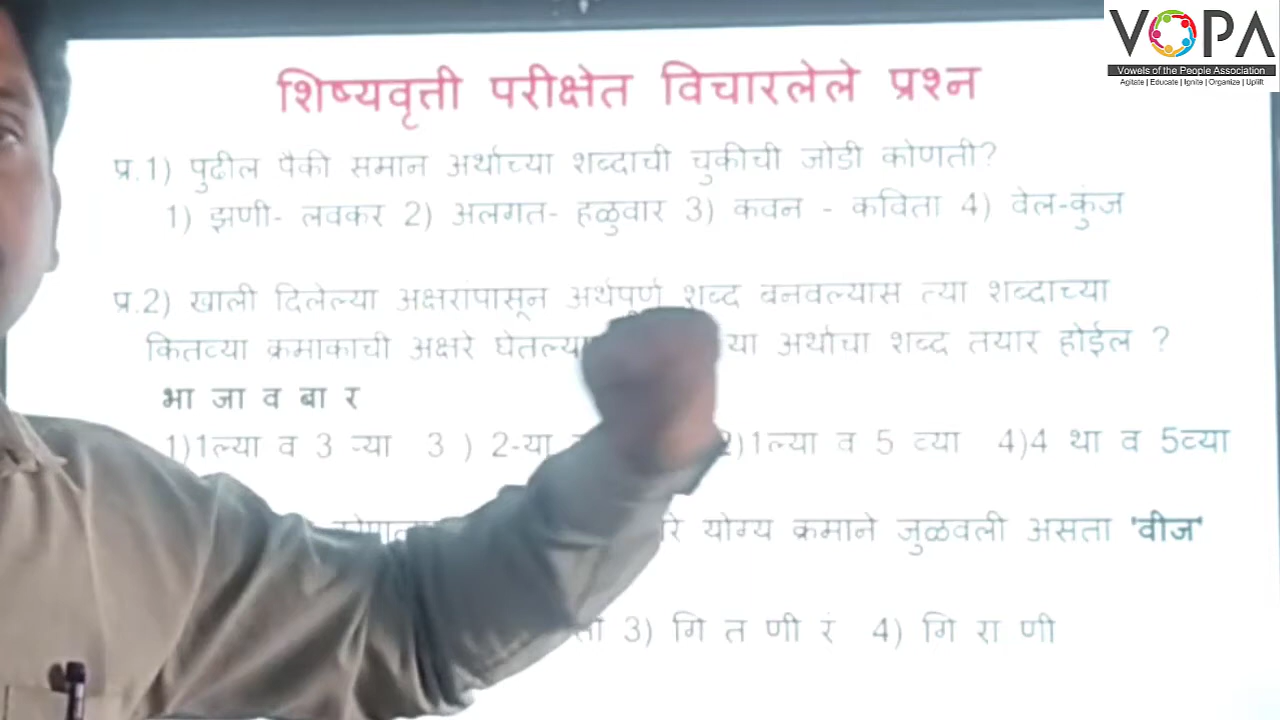 VOPA
Vowels of the People Association
Agitate | Educate | Ignite | Organize | Uplift
शिष्यवृत्ती परीक्षेत विचारलेले प्रश्न
प्र.1) पुढील पैकी समान अर्थाच्या शब्दाची चुकीची जोडी कोणती?
1) झणी- लवकर 2) अलगत- हळुवार 3) कवन - कविता 4) वेल-कुंज
प्र.2) खाली दिलेल्या अक्षरांपासून अर्थपूर्ण शब्द बनवल्यास त्या शब्दाच्या
कितव्या क्रमाकाची अक्षरे या अर्थाचा शब्द तयार होईल ?
भा जा व बा र
1)1ल्या व 3 ऱ्या 3 ) 2-या 2)1ल्या व 5 व्या 4)4 था व 5व्या
योग्य क्रमाने जुळवली असता 'वीज'
3) गि त णी रं 4) गि रा णी